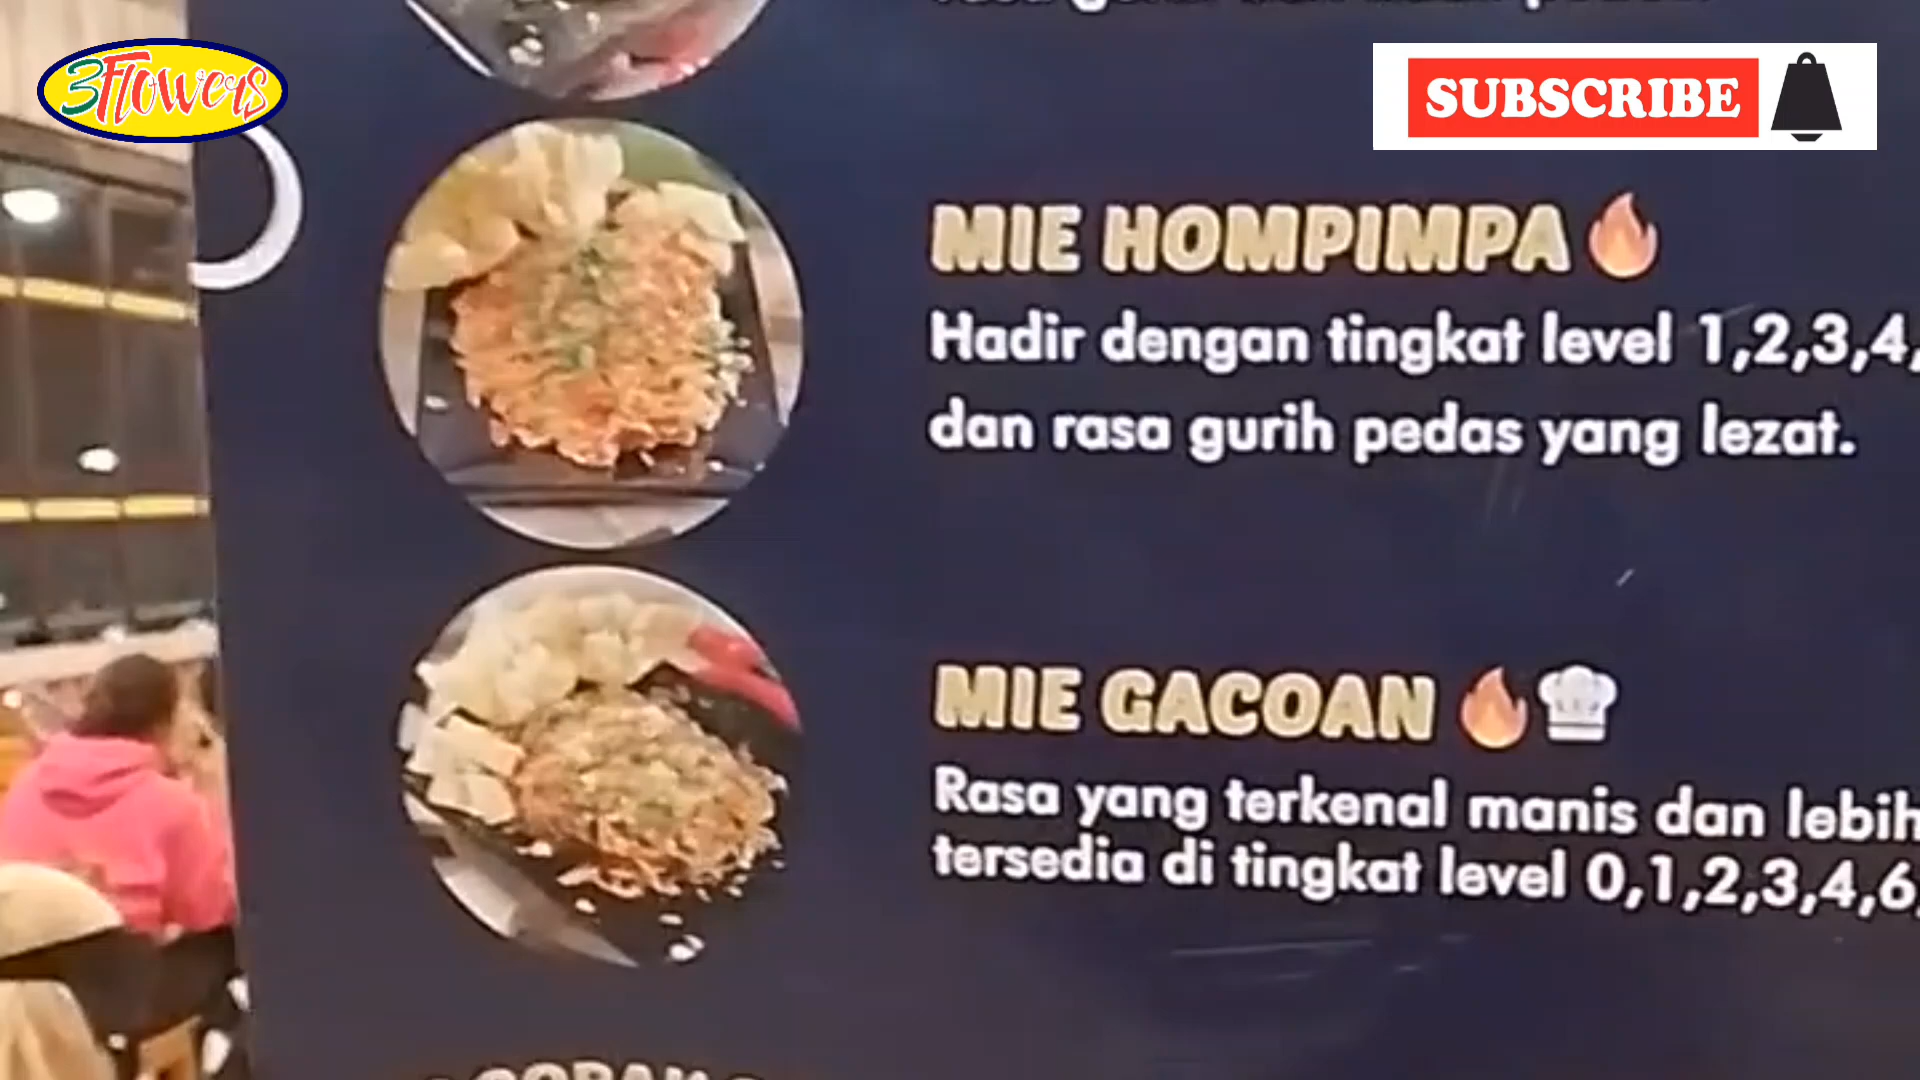 3Flowers
SUBSCRIBE
MIE HOMPIMPA
Hadir dengan tingkat level 1,2,3,4,
dan rasa gurih pedas yang lezat.
MIE GACOAN
Rasa yang terkenal manis dan lebih
tersedia di tingkat level 0,1,2,3,4,6,